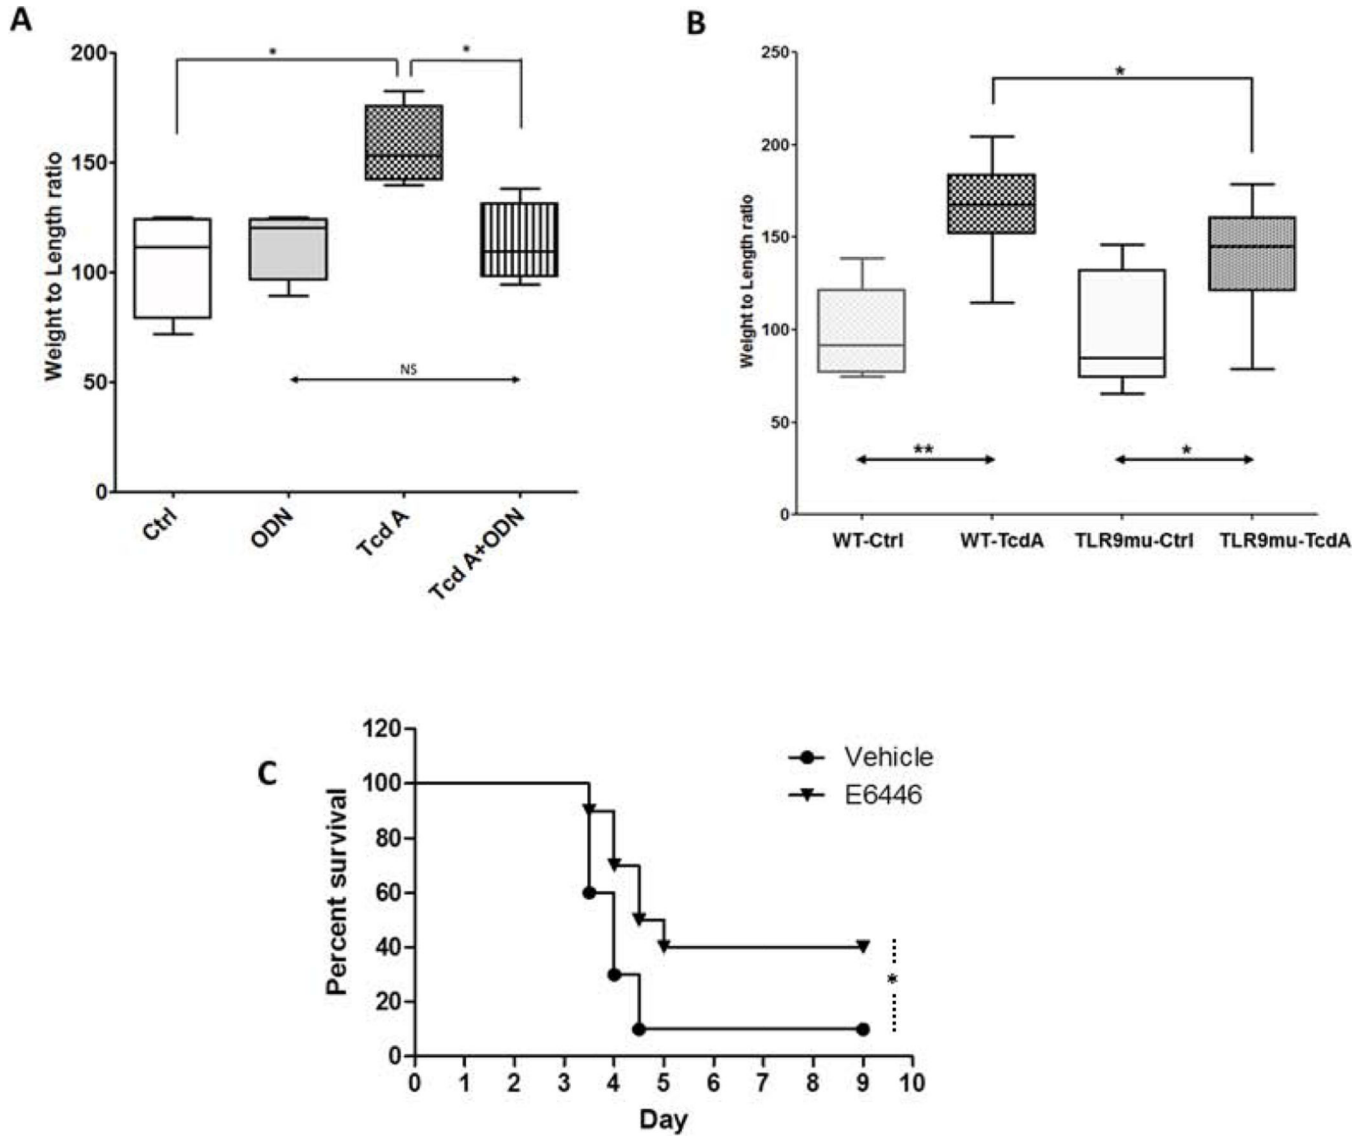 A
Weight to Length ratio
200
150
100
50
0
*
*
NS
Ctrl
ODN
Tcd A
Tcd A+ODN
B
Weight to Length ratio
250
200
150
100
50
0
*
**
*
WT-Ctrl
WT-TcdA
TLR9mu-Ctrl
TLR9mu-TcdA
C
Percent survival
120
100
80
60
40
20
0
0 1 2 3 4 5 6 7 8 9 10
Day
Vehicle
E6446
*